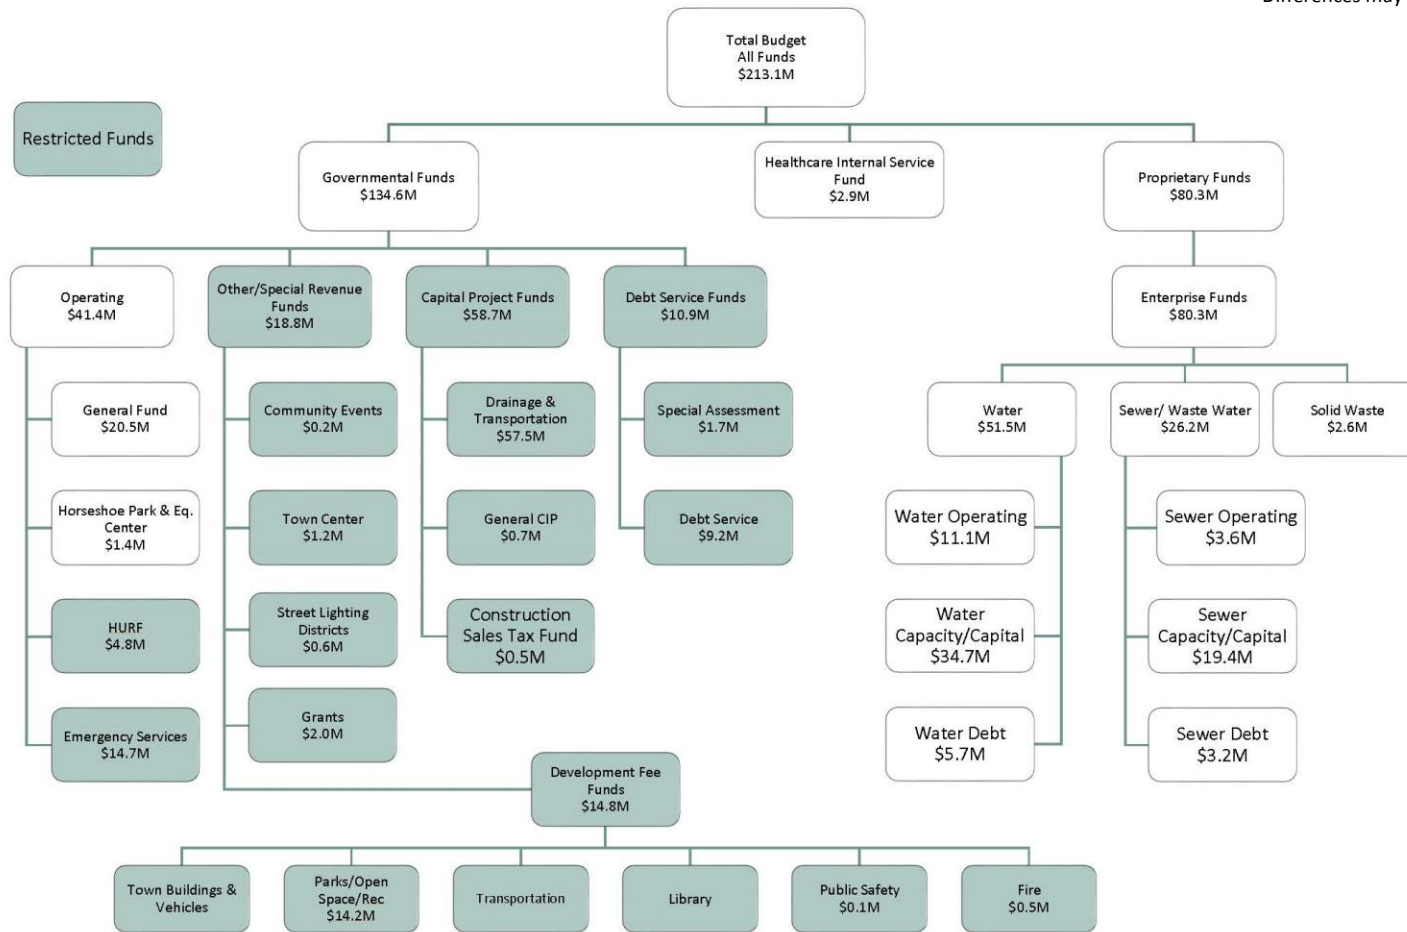 Differences may
Total Budget
All Funds
$213.1M
Restricted Funds
Governmental Funds
$134.6M
Healthcare Internal Service
Fund
$2.9M
Proprietary Funds
$80.3M
Operating
$41.4M
Other/Special Revenue
Funds
$18.8M
Capital Project Funds
$58.7M
Debt Service Funds
$10.9M
Enterprise Funds
$80.3M
General Fund
$20.5M
Community Events
$0.2M
Drainage &
Transportation
$57.5M
Special Assessment
$1.7M
Water
$51.5M
Sewer/ Waste Water
$26.2M
Solid Waste
$2.6M
Horseshoe Park & Eq.
Center
$1.4M
Town Center
$1.2M
General CIP
$0.7M
Debt Service
$9.2M
Water Operating
$11.1M
Sewer Operating
$3.6M
HURF
$4.8M
Street Lighting
Districts
$0.6M
Construction
Sales Tax Fund
$0.5M
Water
Capacity/Capital
$34.7M
Sewer
Capacity/Capital
$19.4M
Emergency Services
$14.7M
Grants
$2.0M
Water Debt
$5.7M
Sewer Debt
$3.2M
Development Fee
Funds
$14.8M
Town Buildings &
Vehicles
Parks/Open
Space/Rec
$14.2M
Transportation
Library
Public Safety
$0.1M
Fire
$0.5M